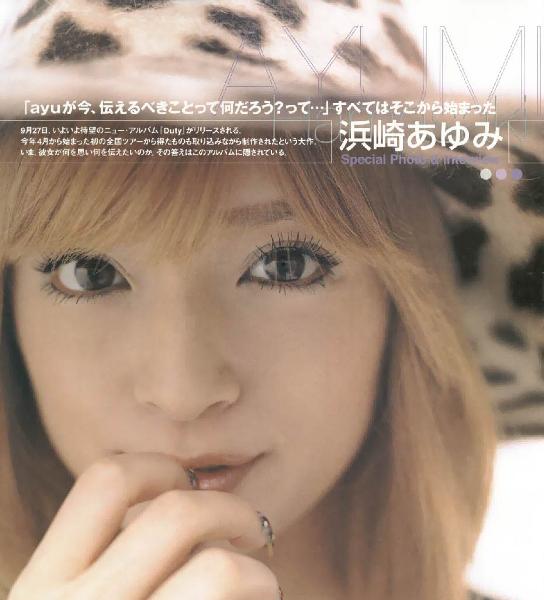 AYUMI
「ayuが今、伝えるべきことって何だろう？って…」すべてはそこから始まった
9月27日、いよいよ待望のニュー・アルバム「Duty」がリリースされる。
今年4月から始まった初の全国ツアーから得たものも取り込みながら制作されたという大作。
いま、彼女が何を思い何を伝えたいのか。その答えはこのアルバムに隠されている。
浜崎あゆみ
Special Photo & Interview